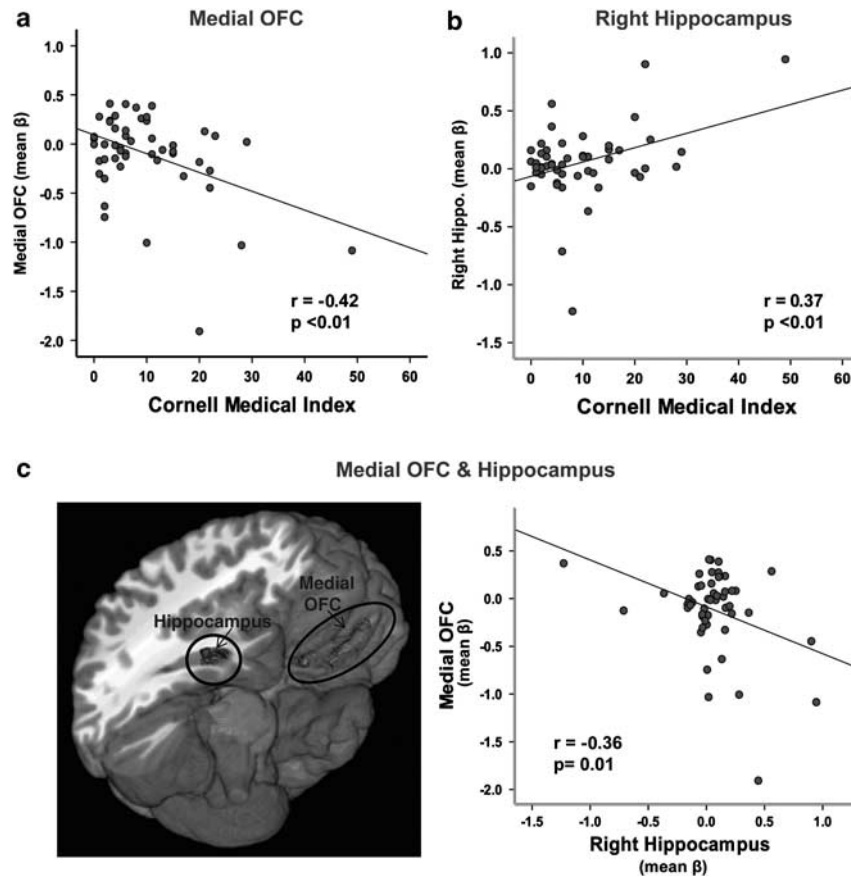 a
Medial OFC
1.0
0.5
0.0
-0.5
-1.0
-1.5
-2.0
Medial OFC (mean β)
r = -0.42
p <0.01
0 10 20 30 40 50 60
Cornell Medical Index
b
Right Hippocampus
1.0
0.5
0.0
-0.5
-1.0
-1.5
Right Hippo. (mean β)
r = 0.37
p <0.01
0 10 20 30 40 50 60
Cornell Medical Index
c
Medial OFC & Hippocampus
Medial
OFC
Hippocampus
0.5
0.0
-0.5
-1.0
-1.5
-2.0
Medial OFC
(mean β)
r = -0.36
p= 0.01
-1.5 -1.0 -0.5 0.0 0.5 1.0
Right Hippocampus
(mean β)